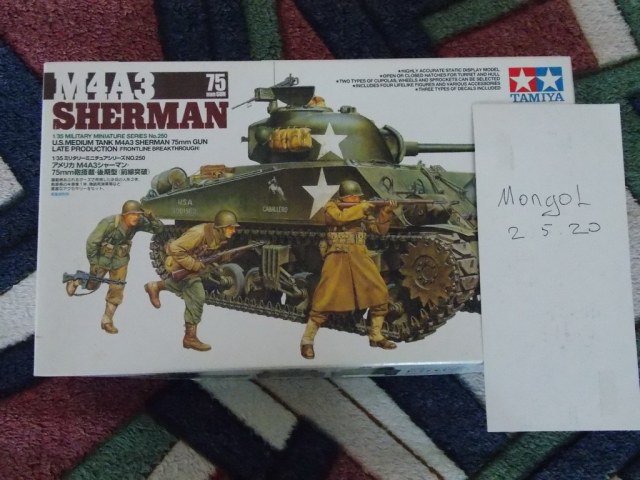 M4A3
75
SHERMAN
1/35 MILITARY MINIATURE SERIES No.250
U.S. MEDIUM TANK M4A3 SHERMAN 75mm GUN
LATE PRODUCTION (FRONTLINE BREAKTHROUGH)
1/35 ミリタリーミニチュアシリーズNO.250
アメリカ M4A3シャーマン・
75mm砲搭載・後期型(前線突破)
•HIGHLY ACCURATE STATIC DISPLAY MODEL
•OPEN OR CLOSED HATCHES FOR TURRET AND HULL
•TWO TYPES OF CUPOLAS, WHEELS AND SPROCKETS CAN BE SELECTED
•INCLUDES FOUR LIFELIKE FIGURES AND VARIOUS ACCESSORIES
•THREE TYPES OF DECALS INCLUDED
TAMIYA
USA
CABALLERO
MongoL
2 5 20